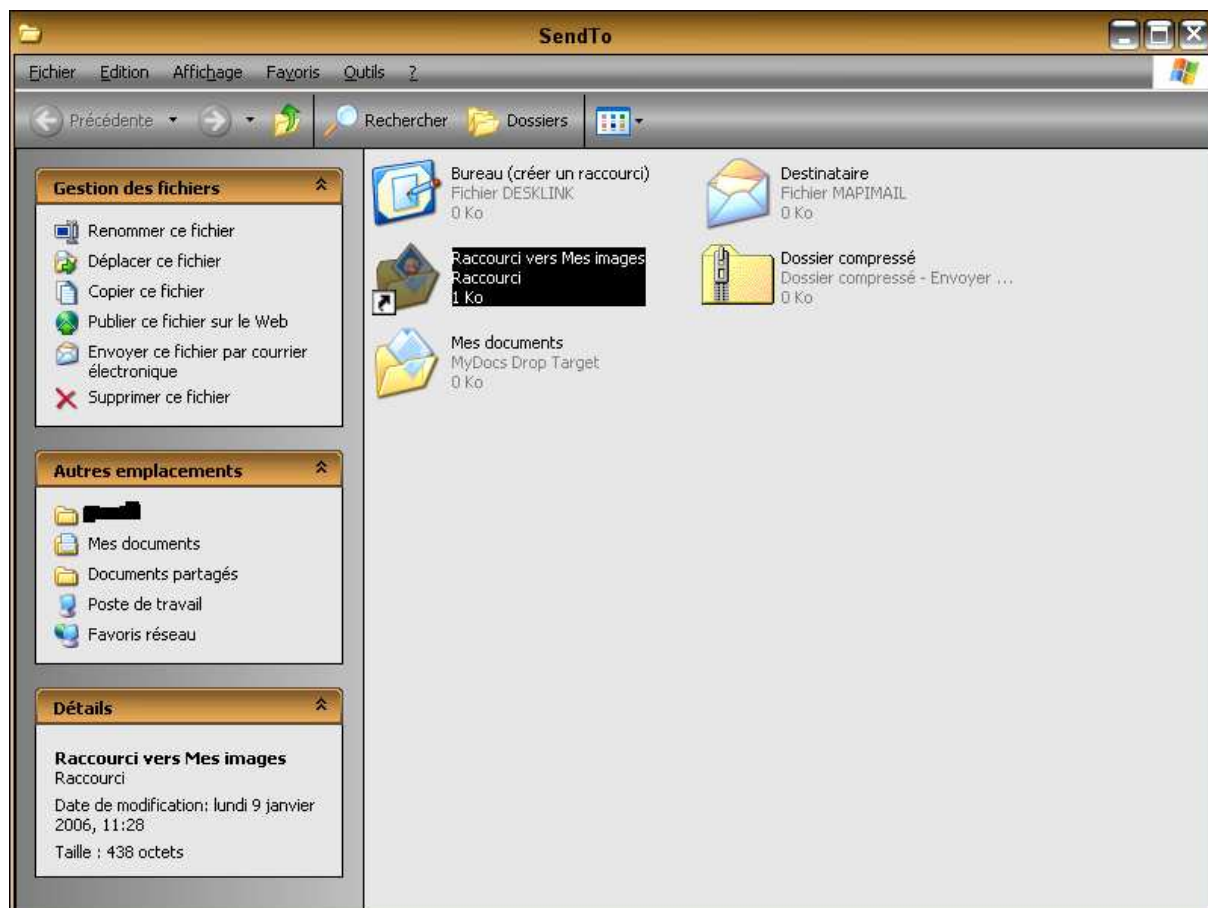 SendTo
Fichier Edition Affichage Favoris Outils ?
Précédente Rechercher Dossiers
Gestion des fichiers
Renommer ce fichier
Déplacer ce fichier
Copier ce fichier
Publier ce fichier sur le Web
Envoyer ce fichier par courrier
électronique
Supprimer ce fichier
Autres emplacements
Mes documents
Documents partagés
Poste de travail
Favoris réseau
Détails
Raccourci vers Mes images
Raccourci
Date de modification: lundi 9 janvier
2006, 11:28
Taille : 438 octets
Bureau (créer un raccourci)
Fichier DESKLINK
0 Ko
Destinataire
Fichier MAPIMAIL
0 Ko
Raccourci vers Mes images
Raccourci
1 Ko
Dossier compressé
Dossier compressé - Envoyer ...
0 Ko
Mes documents
MyDocs Drop Target
0 Ko